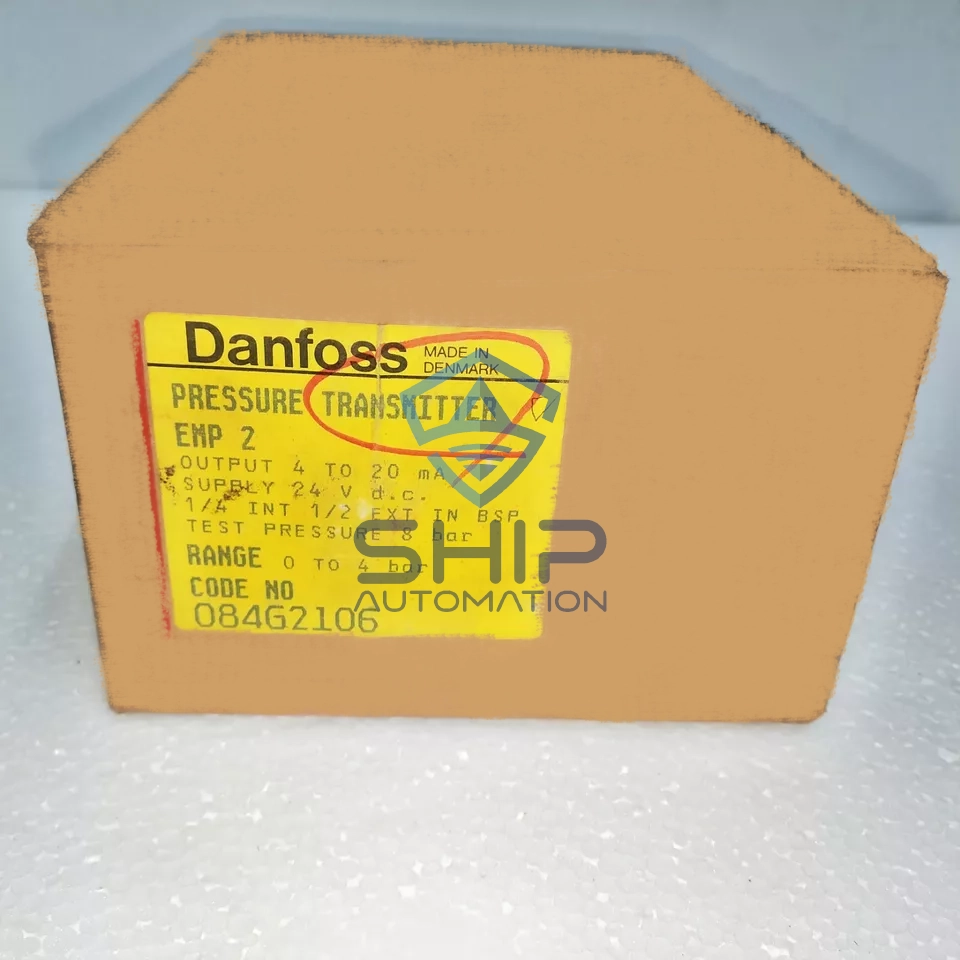 Danfoss MADE IN
DENMARK
PRESSURE TRANSMITTER
EMP 2
OUTPUT 4 TO 20 mA
SUPPLY 24 V d.c.
1/4 INT 1/2 EXT IN BSP
TEST PRESSURE 8 bar
RANGE 0 TO 4 bar
CODE NO
084G2106
SHIP
AUTOMATION